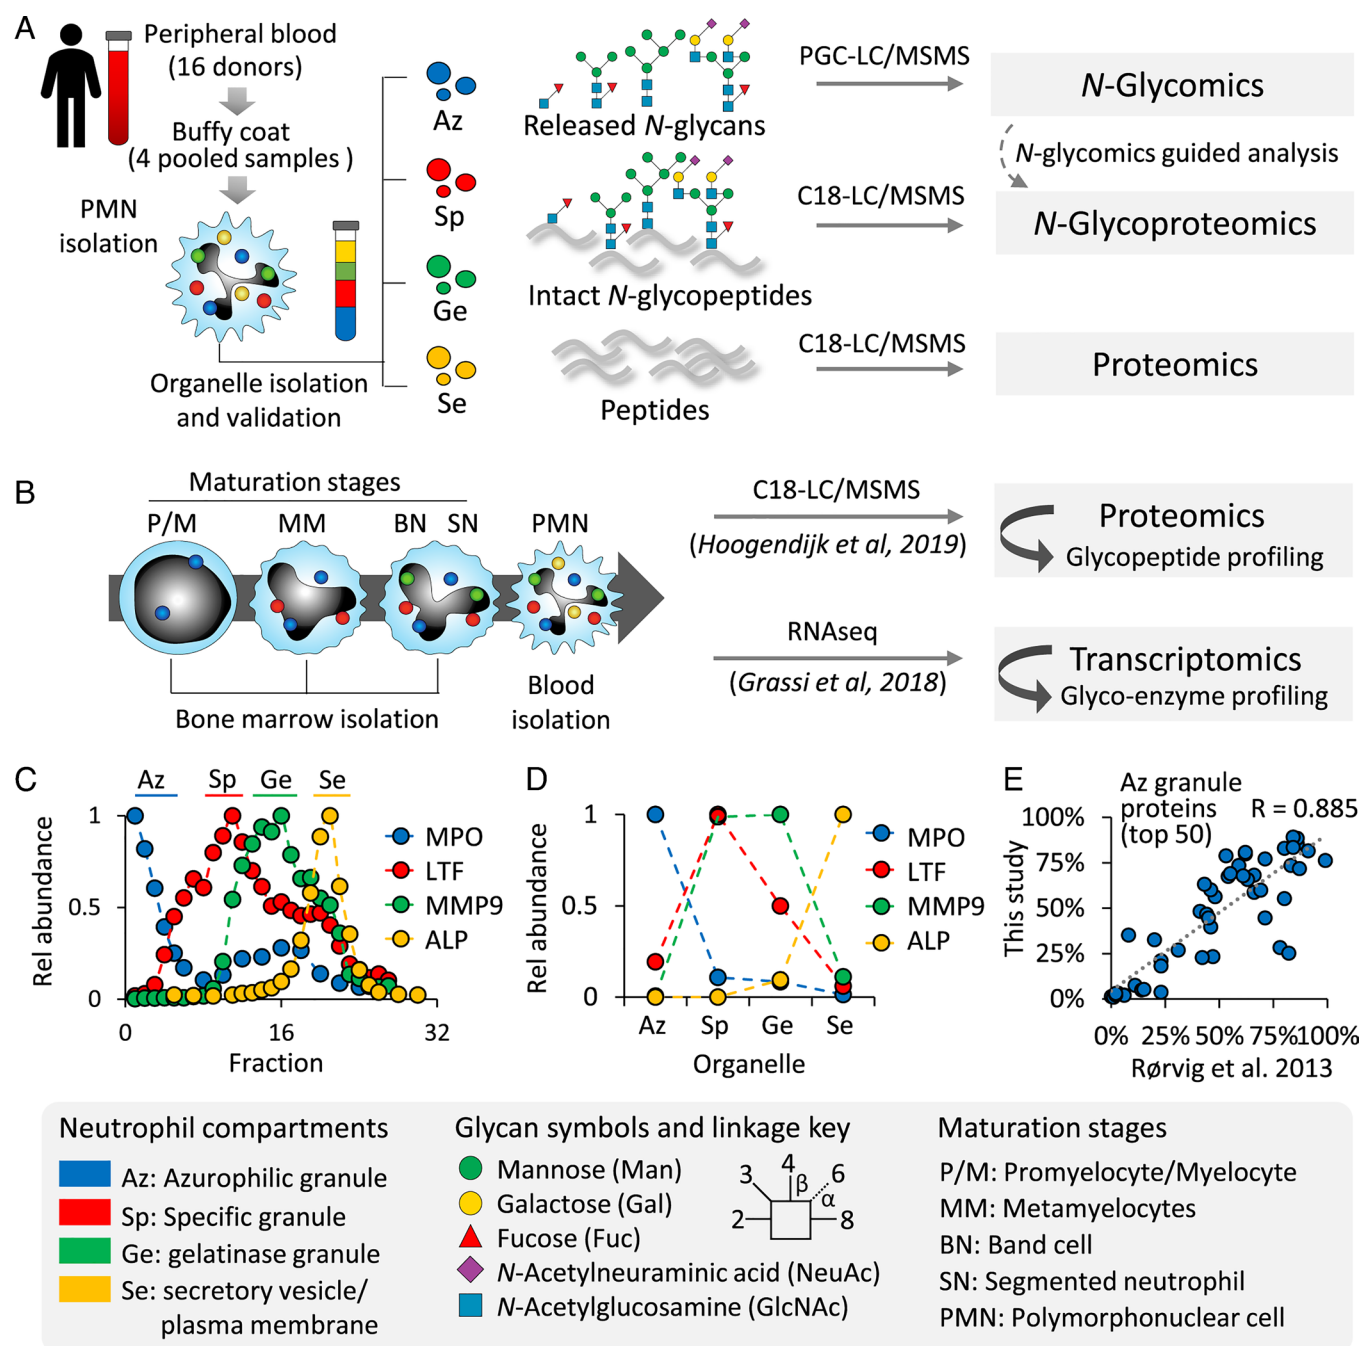 A
Peripheral blood
(16 donors)
Buffy coat
(4 pooled samples )
PMN
isolation
Organelle isolation
and validation
Az
Sp
Ge
Se
Released N-glycans
Intact N-glycopeptides
Peptides
PGC-LC/MSMS
C18-LC/MSMS
C18-LC/MSMS
N-Glycomics
N-glycomics guided analysis
N-Glycoproteomics
Proteomics
B
Maturation stages
P/M MM BN SN PMN
Bone marrow isolation
Blood
isolation
C18-LC/MSMS
(Hoogendijk et al, 2019)
RNAseq
(Grassi et al, 2018)
Proteomics
Glycopeptide profiling
Transcriptomics
Glyco-enzyme profiling
C
Az Sp Ge Se
Rel abundance
1
0.5
0
0 16 32
Fraction
MPO
LTF
MMP9
ALP
D
Rel abundance
1
0.5
0
Az Sp Ge Se
Organelle
MPO
LTF
MMP9
ALP
E
Az granule
proteins
(top 50)
R = 0.885
This study
100%
75%
50%
25%
0%
0% 25% 50% 75% 100%
Rørvig et al. 2013
Neutrophil compartments
Az: Azurophilic granule
Sp: Specific granule
Ge: gelatinase granule
Se: secretory vesicle/
plasma membrane
Glycan symbols and linkage key
Mannose (Man)
Galactose (Gal)
Fucose (Fuc)
N-Acetylneuraminic acid (NeuAc)
N-Acetylglucosamine (GlcNAc)
4
3 6
β
α
2 8
Maturation stages
P/M: Promyelocyte/Myelocyte
MM: Metamyelocytes
BN: Band cell
SN: Segmented neutrophil
PMN: Polymorphonuclear cell